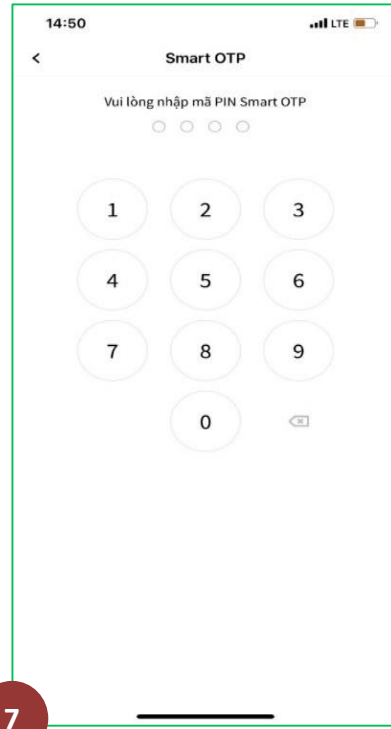 14:50 LTE
Smart OTP
Vui lòng nhập mã PIN Smart OTP
1 2 3
4 5 6
7 8 9
0
7